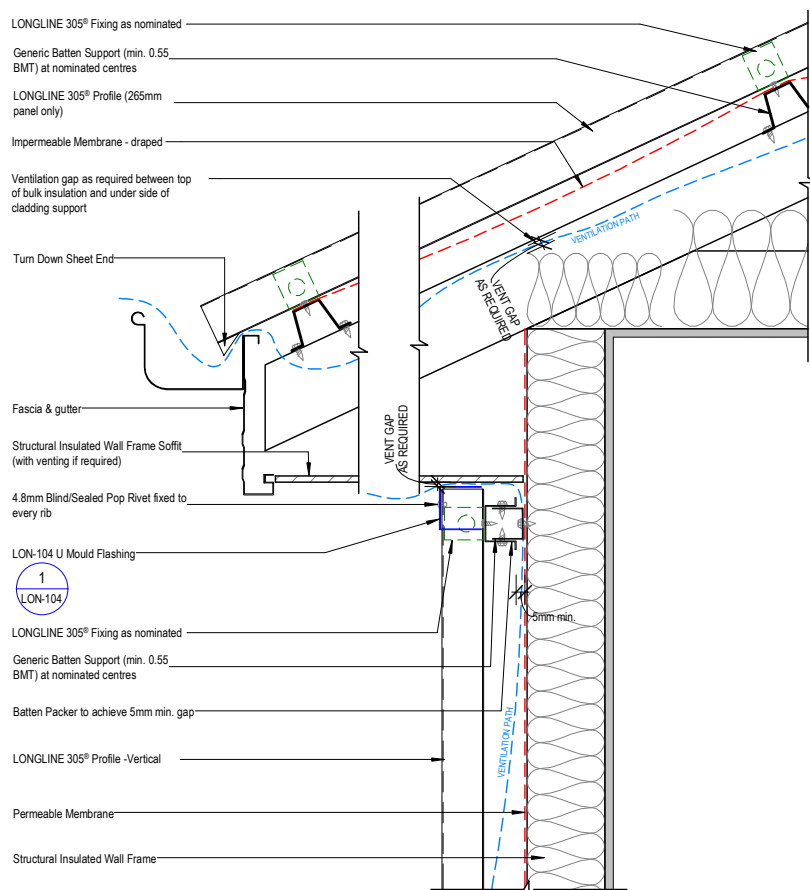 LONGLINE 305® Fixing as nominated
Generic Batten Support (min. 0.55
BMT) at nominated centres
LONGLINE 305® Profile (265mm
panel only)
Impermeable Membrane - draped
Ventilation gap as required between top
of bulk insulation and under side of
cladding support
VENTILATION PATH
VENT GAP
AS REQUIRED
Turn Down Sheet End
Fascia & gutter
VENT GAP
AS REQUIRED
Structural Insulated Wall Frame Soffit
(with venting if required)
4.8mm Blind/Sealed Pop Rivet fixed to
every rib
LON-104 U Mould Flashing
1
LON-104
5mm min.
LONGLINE 305® Fixing as nominated
Generic Batten Support (min. 0.55
BMT) at nominated centres
Batten Packer to achieve 5mm min. gap
VENTILATION PATH
LONGLINE 305® Profile -Vertical
Permeable Membrane
Structural Insulated Wall Frame